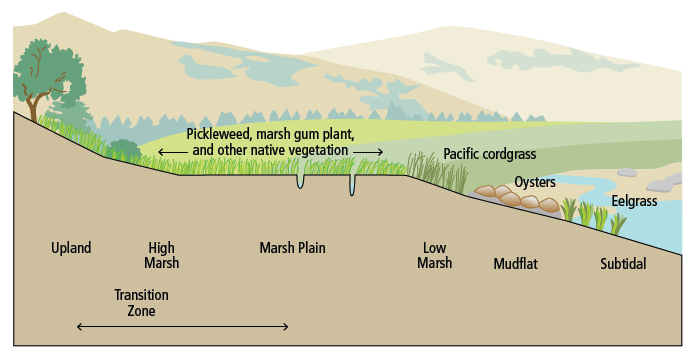 Pickleweed, marsh gum plant,
and other native vegetation
Pacific cordgrass
Oysters
Eelgrass
Upland
High
Marsh
Marsh Plain
Low
Marsh
Mudflat
Subtidal
Transition
Zone